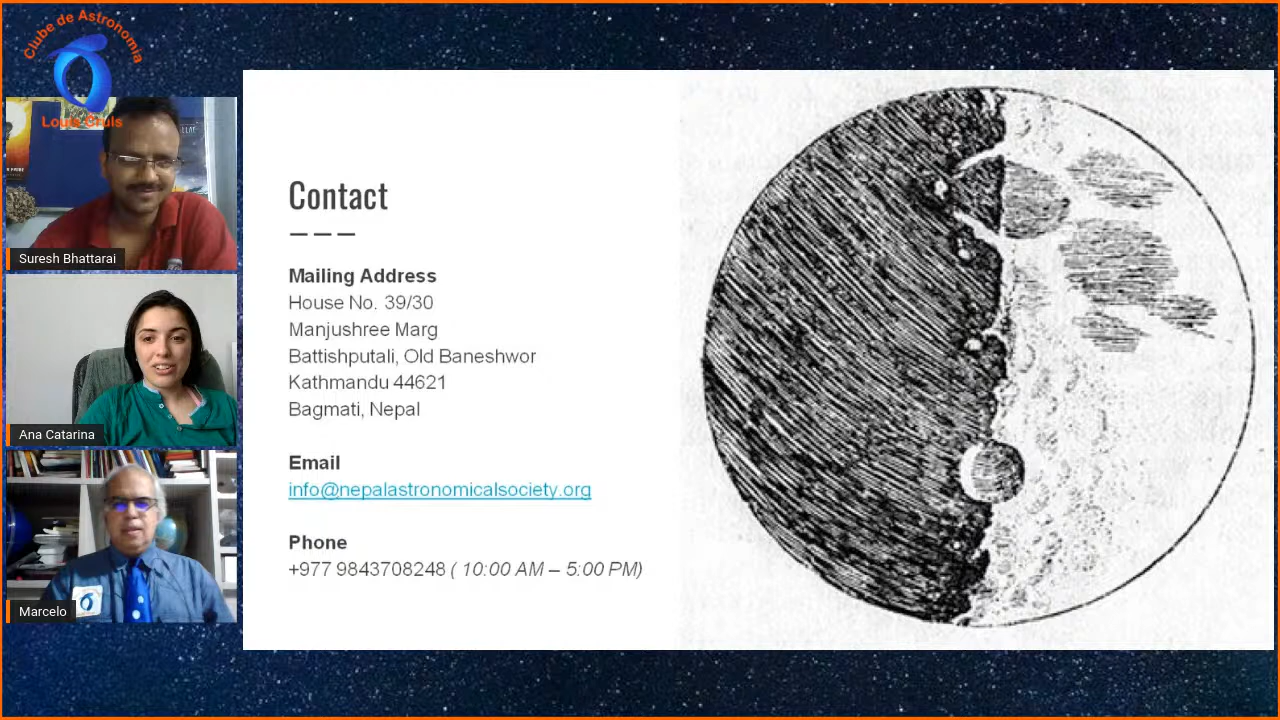 Clube de Astronomia
Louis Cruls
Suresh Bhattarai
Ana Catarina
Marcelo
Contact
Mailing Address
House No. 39/30
Manjushree Marg
Battishputali, Old Baneshwor
Kathmandu 44621
Bagmati, Nepal
Email
info@nepalastronomicalsociety.org
Phone
+977 9843708248 ( 10:00 AM – 5:00 PM)